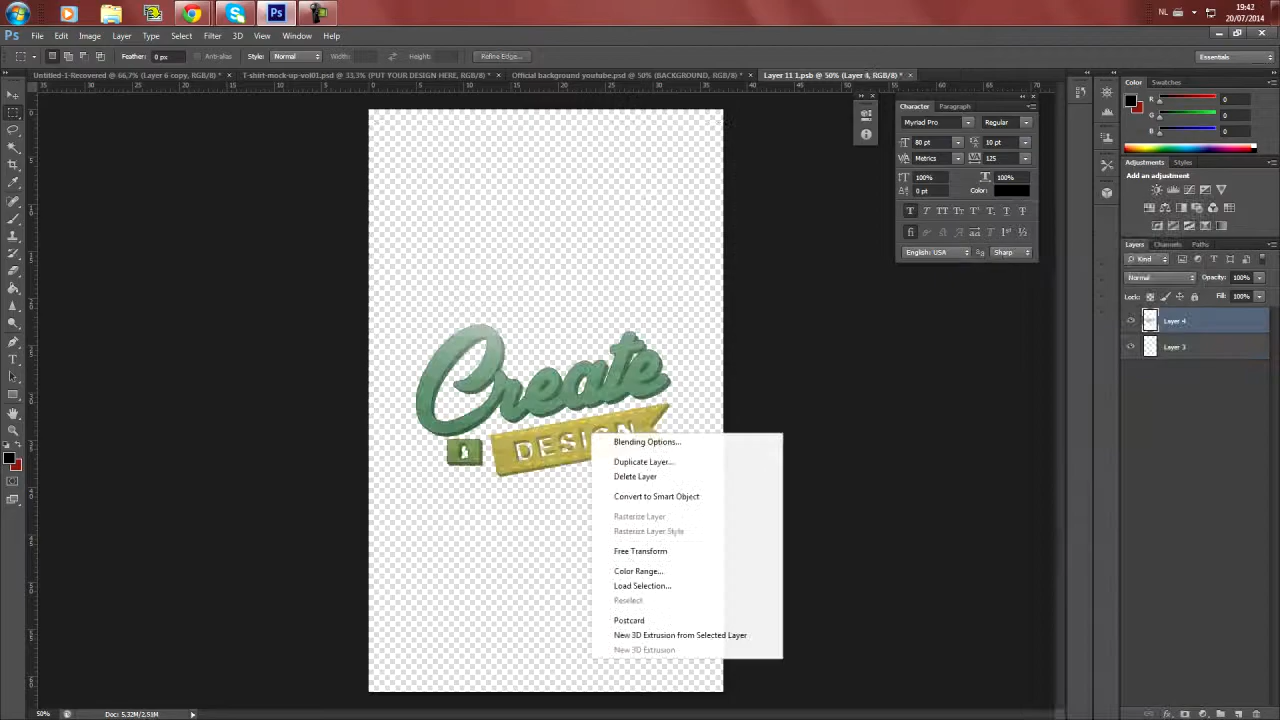 NL
19:42
20/07/2014
Ps File Edit Image Layer Type Select Filter 3D View Window Help
Feather: 0 px Anti-alias Style: Normal Width: Height: Refine Edge... Essentials
Untitled-1-Recovered @ 66,7% (Layer 6 copy, RGB/8) * ×
T-shirt-mock-up-vol01.psd @ 33,3% (PUT YOUR DESIGN HERE, RGB/8) * ×
Official background youtube.psd @ 50% (BACKGROUND, RGB/8) * ×
Layer 11 1.psb @ 50% (Layer 4, RGB/8) * ×
Character Paragraph
Myriad Pro Regular
80 pt 10 pt
Metrics 125
100% 100%
0 pt Color:
English: USA Sharp
Color Swatches
R 0
G 0
B 0
Adjustments Styles
Add an adjustment
Layers Channels Paths
Kind
Normal Opacity: 100%
Lock: Fill: 100%
Layer 4
Layer 3
Create
DESIGN
Blending Options...
Duplicate Layer...
Delete Layer
Convert to Smart Object
Rasterize Layer
Rasterize Layer Style
Free Transform
Color Range...
Load Selection...
Reselect
Postcard
New 3D Extrusion from Selected Layer
New 3D Extrusion
50% Doc: 5.32M/2.51M